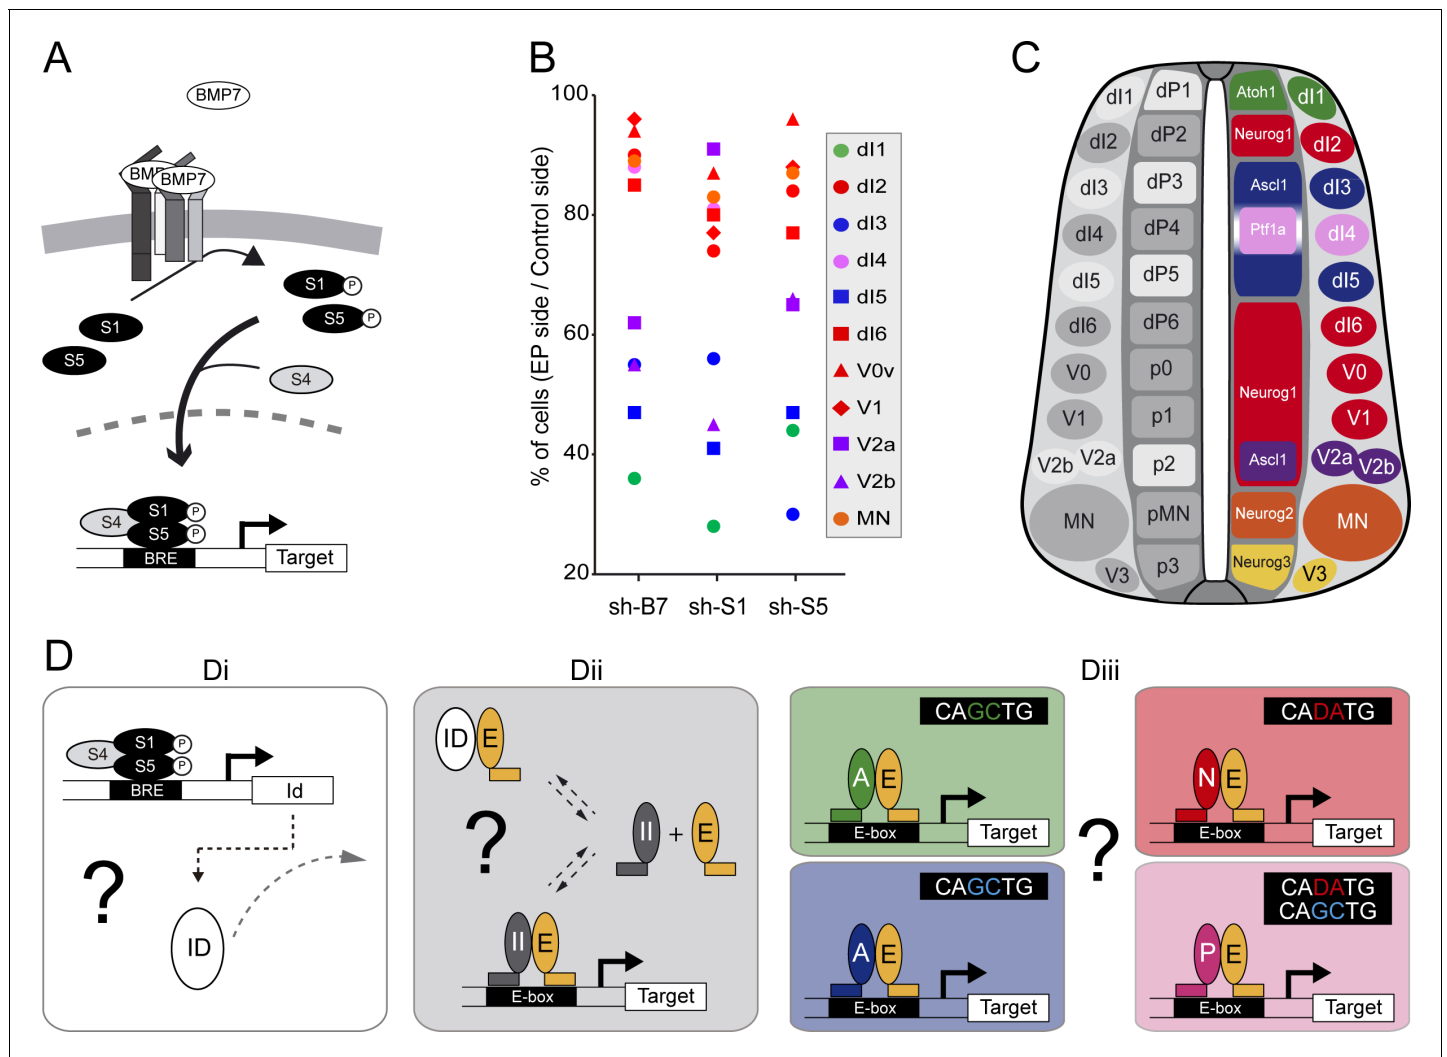 A
BMP7
BMP7
S1
P
S5
P
S1
S5
S4
S4
S1
P
S5
P
BRE
Target
B
% of cells (EP side / Control side)
100
80
60
40
20
sh-B7 sh-S1 sh-S5
dI1
dI2
dI3
dI4
dI5
dI6
V0v
V1
V2a
V2b
MN
C
dI1 dP1 Atoh1 dI1
dI2 dP2 Neurog1 dI2
dI3 dP3 Ascl1 dI3
dI4 dP4 Ptf1a dI4
dI5 dP5 dI5
dI6 dP6 dI6
V0 p0 Neurog1 V0
V1 p1 V1
V2b V2a p2 Ascl1 V2a V2b
MN pMN Neurog2 MN
V3 p3 Neurog3 V3
D
Di
S4
S1
P
S5
P
BRE
Id
?
ID
Dii
ID E
?
II + E
II E
E-box
Target
Diii
CAGCTG
A E
E-box
Target
CAGCTG
A E
E-box
Target
?
CADATG
N E
E-box
Target
CADATG
CAGCTG
P E
E-box
Target